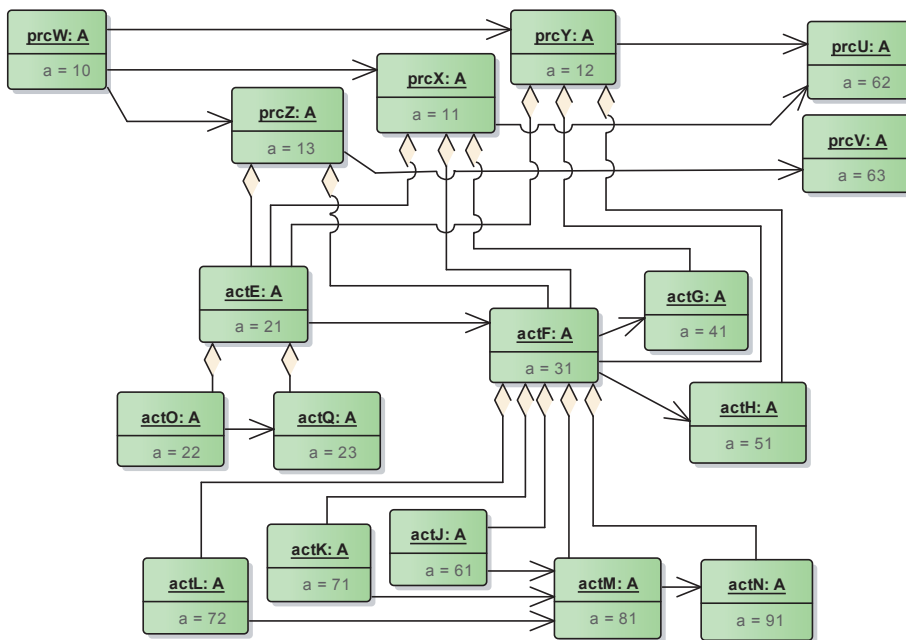 prcW: A
a = 10
prcY: A
a = 12
prcU: A
a = 62
prcX: A
a = 11
prcZ: A
a = 13
prcV: A
a = 63
actE: A
a = 21
actG: A
a = 41
actF: A
a = 31
actH: A
a = 51
actO: A
a = 22
actQ: A
a = 23
actJ: A
a = 61
actK: A
a = 71
actL: A
a = 72
actM: A
a = 81
actN: A
a = 91